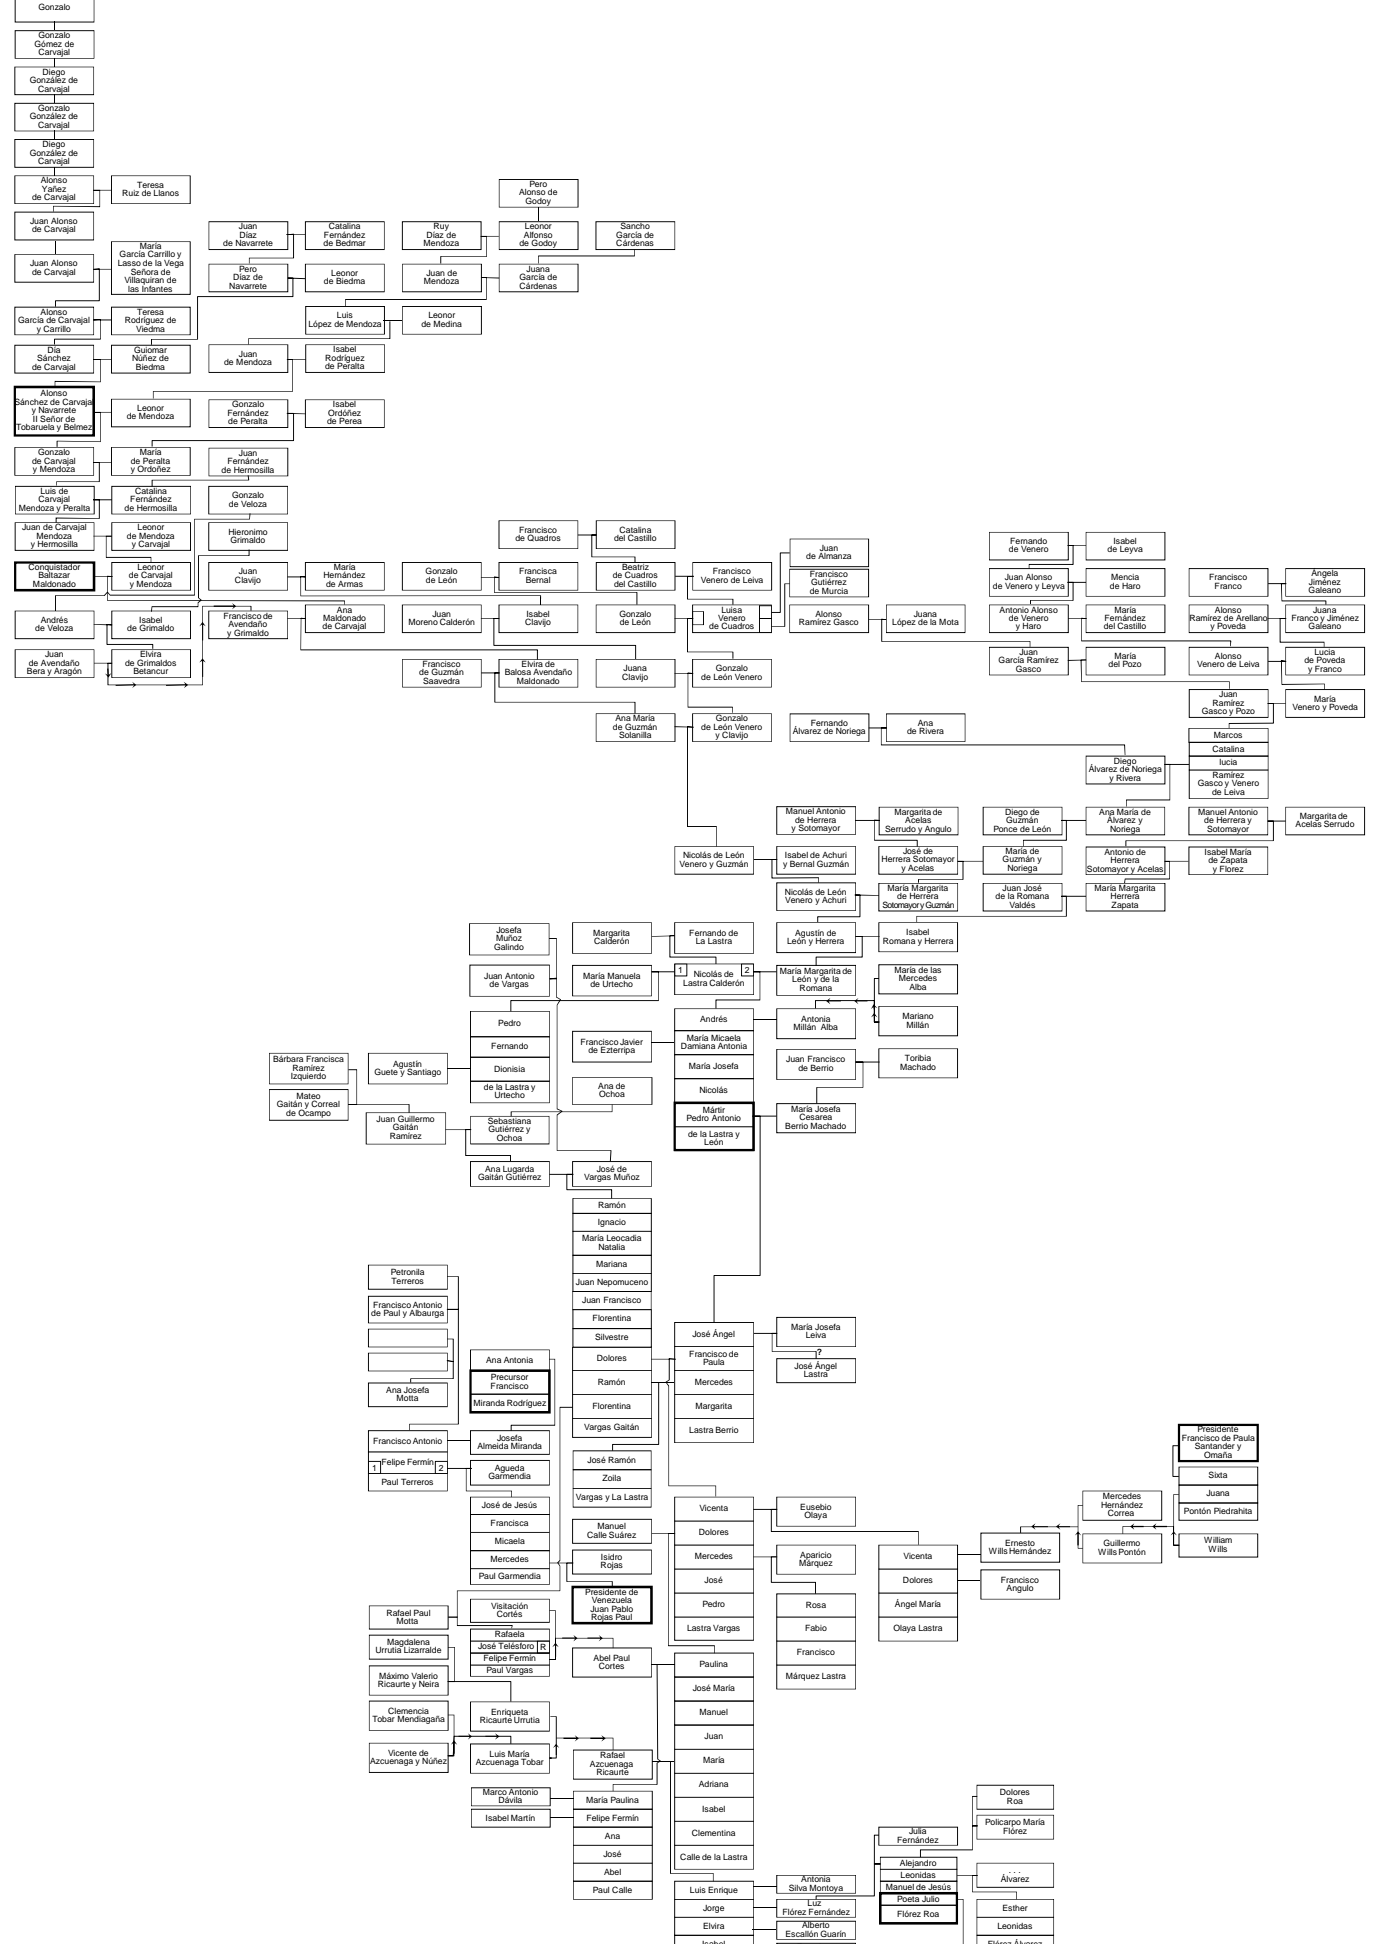 Gonzalo
Gonzalo
Gómez de
Carvajal
Diego
González de
Carvajal
Gonzalo
González de
Carvajal
Diego
González de
Carvajal
Alonso
Yañez
de Carvajal
Teresa
Ruiz de Llanos
Pero
Alonso de
Godoy
Juan Alonso
de Carvajal
Juan
Díaz
de Navarrete
Catalina
Fernández
de Bedmar
Ruy
Díaz de
Mendoza
Leonor
Alfonso
de Godoy
Sancho
García de
Cárdenas
Juan Alonso
de Carvajal
María
García Carrillo y
Lasso de la Vega
Señora de
Villaquiran de
las Infantes
Pero
Díaz de
Navarrete
Leonor
de Biedma
Juan de
Mendoza
Juana
García de
Cárdenas
Alonso
García de Carvajal
y Carrillo
Teresa
Rodríguez de
Viedma
Luis
López de Mendoza
Leonor
de Medina
Día
Sánchez
de Carvajal
Guiomar
Núñez de
Biedma
Juan
de Mendoza
Isabel
Rodríguez
de Peralta
Alonso
Sánchez de Carvajal
y Navarrete
II Señor de
Tobaruela y Belmez
Leonor
de Mendoza
Gonzalo
Fernández
de Peralta
Isabel
Ordóñez
de Perea
Gonzalo
de Carvajal
y Mendoza
María
de Peralta
y Ordoñez
Juan
Fernández
de Hermosilla
Luis de
Carvajal
Mendoza y Peralta
Catalina
Fernández
de Hermosilla
Gonzalo
de Veloza
Juan de Carvajal
Mendoza
y Hermosilla
Leonor
de Mendoza
y Carvajal
Hieronimo
Grimaldo
Francisco
de Quadros
Catalina
del Castillo
Juan
de Almanza
Fernando
de Venero
Isabel
de Leyva
Conquistador
Baltazar
Maldonado
Leonor
de Carvajal
y Mendoza
Juan
Clavijo
María
Hernández
de Armas
Gonzalo
de León
Francisca
Bernal
Beatriz
de Cuadros
del Castillo
Francisco
Venero de Leiva
Francisco
Gutiérrez
de Murcia
Juan Alonso
de Venero y Leyva
Mencia
de Haro
Francisco
Franco
Ángela
Jiménez
Galeano
Andrés
de Veloza
Isabel
de Grimaldo
Francisco de
Avendaño
y Grimaldo
Ana
Maldonado
de Carvajal
Juan
Moreno Calderón
Isabel
Clavijo
Gonzalo
de León
Luisa
Venero
de Cuadros
Alonso
Ramírez Gasco
Juana
López de la Mota
Antonio Alonso
de Venero
y Haro
María
Fernández
del Castillo
Alonso
Ramírez de Arellano
y Poveda
Juana
Franco y Jiménez
Galeano
Juan
de Avendaño
Bera y Aragón
Elvira
de Grimaldos
Betancur
Francisco
de Guzmán
Saavedra
Elvira de
Balosa Avendaño
Maldonado
Juana
Clavijo
Gonzalo
de León Venero
Juan
García Ramírez
Gasco
María
del Pozo
Alonso
Venero de Leiva
Lucia
de Poveda
y Franco
Juan
Ramírez
Gasco y Pozo
María
Venero y Poveda
Ana María
de Guzmán
Solanilla
Gonzalo
de León Venero
y Clavijo
Fernando
Álvarez de Noriega
Ana
de Rivera
Marcos
Catalina
lucia
Ramírez
Gasco y Venero
de Leiva
Diego
Álvarez de Noriega
y Rivera
Manuel Antonio
de Herrera
y Sotomayor
Margarita de
Acelas
Serrudo y Angulo
Diego de
Guzmán
Ponce de León
Ana María de
Álvarez y
Noriega
Manuel Antonio
de Herrera y
Sotomayor
Margarita de
Acelas Serrudo
Nicolás de León
Venero y Guzmán
Isabel de Achuri
y Bernal Guzmán
José de
Herrera Sotomayor
y Acelas
María de
Guzmán y
Noriega
Antonio de
Herrera
Sotomayor y Acelas
Isabel María
de Zapata
y Florez
Nicolás de León
Venero y Achuri
María Margarita
de Herrera
Sotomayor y Guzmán
Juan José
de la Romana
Valdés
María Margarita
Herrera
Zapata
Josefa
Muñoz
Galindo
Margarita
Calderón
Fernando de
La Lastra
Agustín de
León y Herrera
Isabel
Romana y Herrera
Juan Antonio
de Vargas
María Manuela
de Urtecho
1
Nicolás de
Lastra Calderón
2
María Margarita de
León y de la
Romana
María de las
Mercedes
Alba
Pedro
Fernando
Dionisia
de la Lastra y
Urtecho
Francisco Javier
de Ezterripa
Andrés
María Micaela
Damiana Antonia
María Josefa
Nicolás
Mártir
Pedro Antonio
de la Lastra y
León
Antonia
Millán Alba
Mariano
Millán
Bárbara Francisca
Ramírez
Izquierdo
Agustín
Guete y Santiago
Juan Francisco
de Berrio
Toribia
Machado
Mateo
Gaitán y Correal
de Ocampo
Ana de
Ochoa
Juan Guillermo
Gaitán
Ramírez
Sebastiana
Gutiérrez y
Ochoa
María Josefa
Cesarea
Berrio Machado
Ana Lugarda
Gaitán Gutiérrez
José de
Vargas Muñoz
Ramón
Ignacio
María Leocadia
Natalia
Mariana
Juan Nepomuceno
Juan Francisco
Florentina
Silvestre
Dolores
Ramón
Florentina
Vargas Gaitán
Petronila
Terreros
Francisco Antonio
de Paul y Albaurga
Ana Josefa
Motta
Ana Antonia
Precursor
Francisco
Miranda Rodríguez
José Ángel
Francisco de
Paula
Mercedes
Margarita
Lastra Berrio
María Josefa
Leiva
?
José Ángel
Lastra
Francisco Antonio
Felipe Fermín
1
2
Paul Terreros
Josefa
Almeida Miranda
Agueda
Garmendia
José Ramón
Zoila
Vargas y La Lastra
Presidente
Francisco de Paula
Santander y
Omaña
Sixta
Juana
Pontón Piedrahita
José de Jesús
Francisca
Micaela
Mercedes
Paul Garmendia
Manuel
Calle Suárez
Isidro
Rojas
Presidente de
Venezuela
Juan Pablo
Rojas Paul
Vicenta
Dolores
Mercedes
José
Pedro
Lastra Vargas
Eusebio
Olaya
Aparicio
Márquez
Rosa
Fabio
Francisco
Márquez Lastra
Vicenta
Dolores
Ángel María
Olaya Lastra
Ernesto
Wills Hernández
Francisco
Angulo
Mercedes
Hernández
Correa
Guillermo
Wills Pontón
William
Wills
Rafael Paul
Motta
Visitación
Cortés
Magdalena
Urrutia Lizarralde
Rafaela
José Telésforo
R
Felipe Fermín
Paul Vargas
Abel Paul
Cortes
Máximo Valerio
Ricaurte y Neira
Clemencia
Tobar Mendiagaña
Enriqueta
Ricaurte Urrutia
Vicente de
Azcuenaga y Núñez
Luis María
Azcuenaga Tobar
Rafael
Azcuenaga
Ricaurte
Paulina
José María
Manuel
Juan
María
Adriana
Isabel
Clementina
Calle de la Lastra
Marco Antonio
Dávila
Isabel Martín
María Paulina
Felipe Fermín
Ana
José
Abel
Paul Calle
Dolores
Roa
Policarpo María
Flórez
Julia
Fernández
Alejandro
Leonidas
Manuel de Jesús
Poeta Julio
Flórez Roa
. . .
Álvarez
Luis Enrique
Jorge
Elvira
Isabel
Antonia
Silva Montoya
Luz
Flórez Fernández
Alberto
Escallón Guarín
Esther
Leonidas
Flórez Álvarez